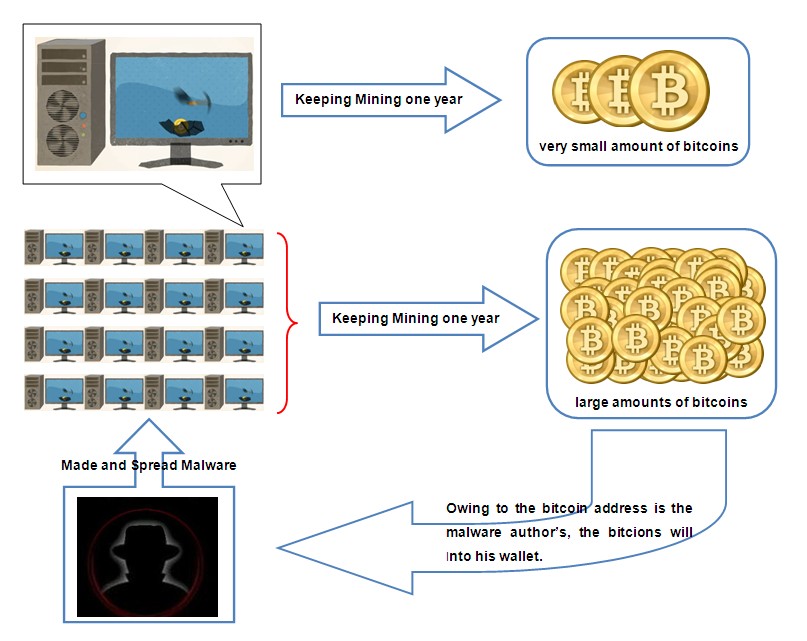 Keeping Mining one year
very small amount of bitcoins
Keeping Mining one year
large amounts of bitcoins
Made and Spread Malware
Owing to the bitcoin address is the
malware author's, the bitcions will
into his wallet.